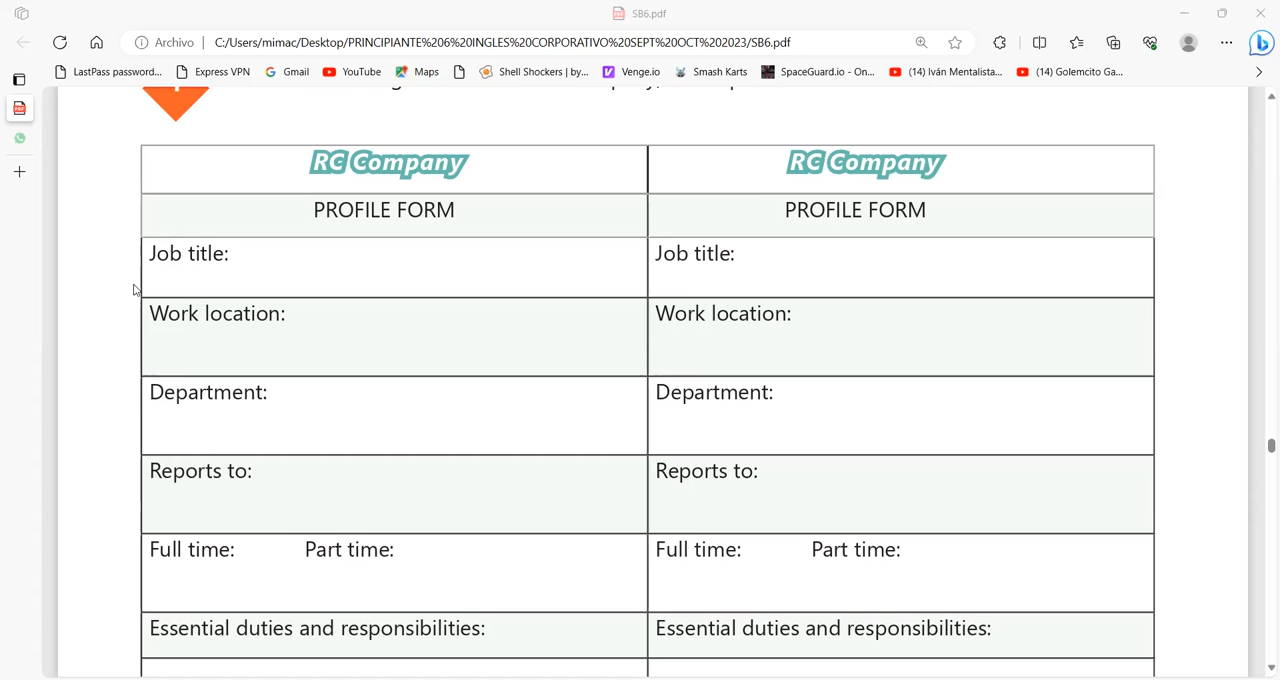 SB6.pdf
Archivo | C:/Users/mimac/Desktop/PRINCIPIANTE%206%20INGLES%20CORPORATIVO%20SEPT%20OCT%202023/SB6.pdf
LastPass password... Express VPN Gmail YouTube Maps Shell Shockers | by... Venge.io Smash Karts SpaceGuard.io - On... (14) Iván Mentalista... (14) Golemcito Ga...
RC Company RC Company
PROFILE FORM PROFILE FORM
Job title: Job title:
Work location: Work location:
Department: Department:
Reports to: Reports to:
Full time: Part time: Full time: Part time:
Essential duties and responsibilities: Essential duties and responsibilities: